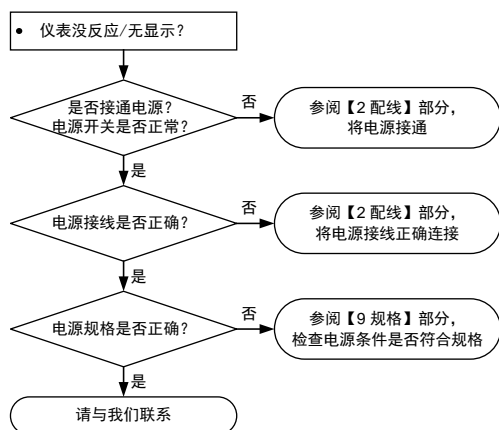 ● 仪表没反应/无显示？
是否接通电源？
电源开关是否正常？
否
参阅【2 配线】部分，
将电源接通
是
电源接线是否正确？
否
参阅【2 配线】部分，
将电源接线正确连接
是
电源规格是否正确？
否
参阅【9 规格】部分，
检查电源条件是否符合规格
是
请与我们联系